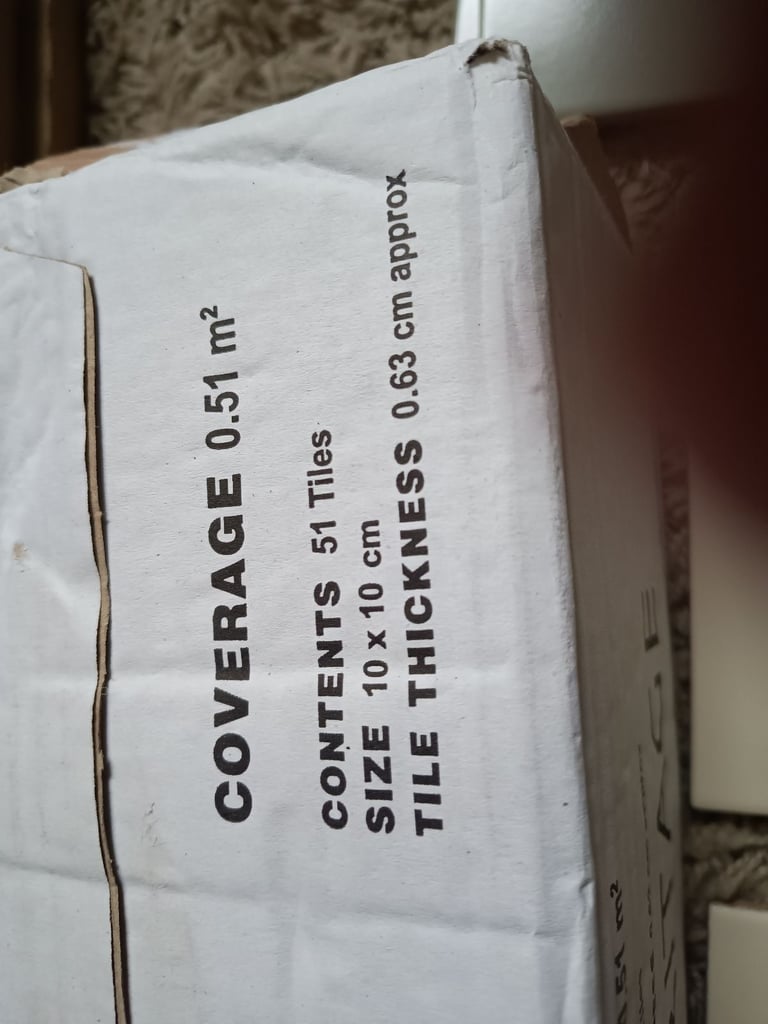 COVERAGE 0.51 m²
CONTENTS 51 Tiles
SIZE 10 x 10 cm
TILE THICKNESS 0.63 cm approx